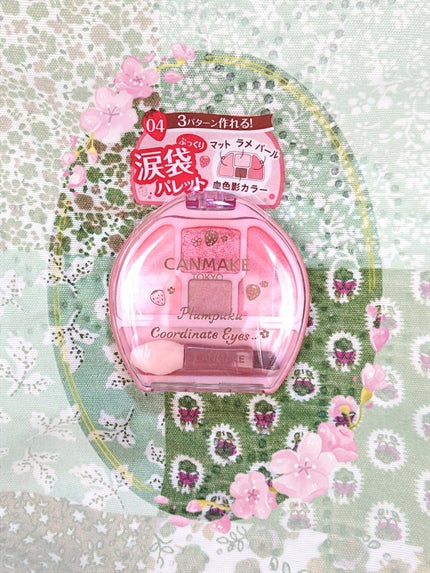 04
3パターン作れる!
ぷっくり
涙袋
パレット
マット ラメ パール
血色影カラー
CANMAKE
TOKYO
Plumpuku
Coordinate Eyes
CANMAKE